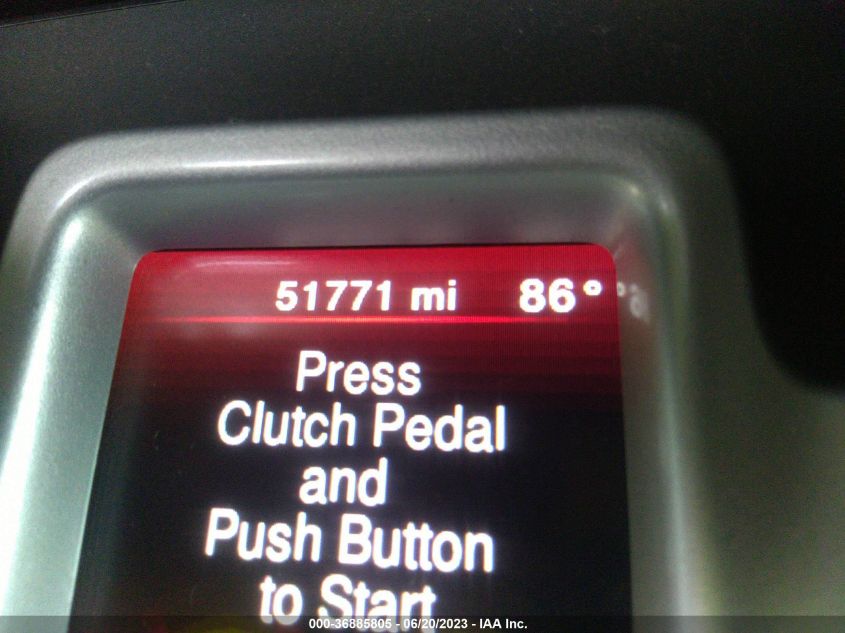 51771 mi 86°
Press
Clutch Pedal
and
Push Button
to Start
000-36885805 - 06/20/2023 - IAA Inc.